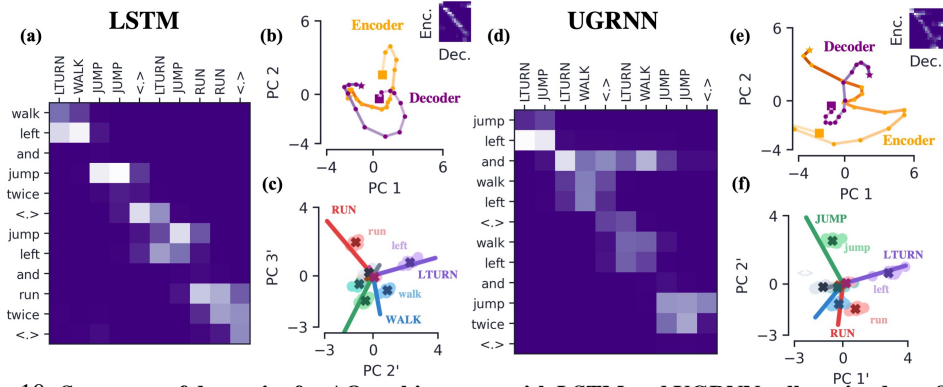 LSTM
(a)
LTURN
WALK
JUMP
JUMP
<.>
LTURN
JUMP
RUN
RUN
<.>
walk
left
and
jump
twice
<.>
jump
left
and
run
twice
<.>
(b)
Encoder
Decoder
PC 2
6
0
−4
−4
0
6
PC 1
Enc.
Dec.
(c)
RUN
run
left
LTURN
walk
WALK
PC 3'
4
0
−3
−3
0
4
PC 2'
UGRNN
(d)
LTURN
JUMP
LTURN
WALK
<.>
LTURN
WALK
JUMP
JUMP
<.>
jump
left
and
walk
left
<.>
walk
left
and
jump
twice
<.>
(e)
Decoder
Encoder
PC 2
6
0
−4
−4
0
6
PC 1
Enc.
Dec.
(f)
JUMP
jump
LTURN
<>
left
run
RUN
PC 2'
4
0
−3
−3
0
4
PC 1'